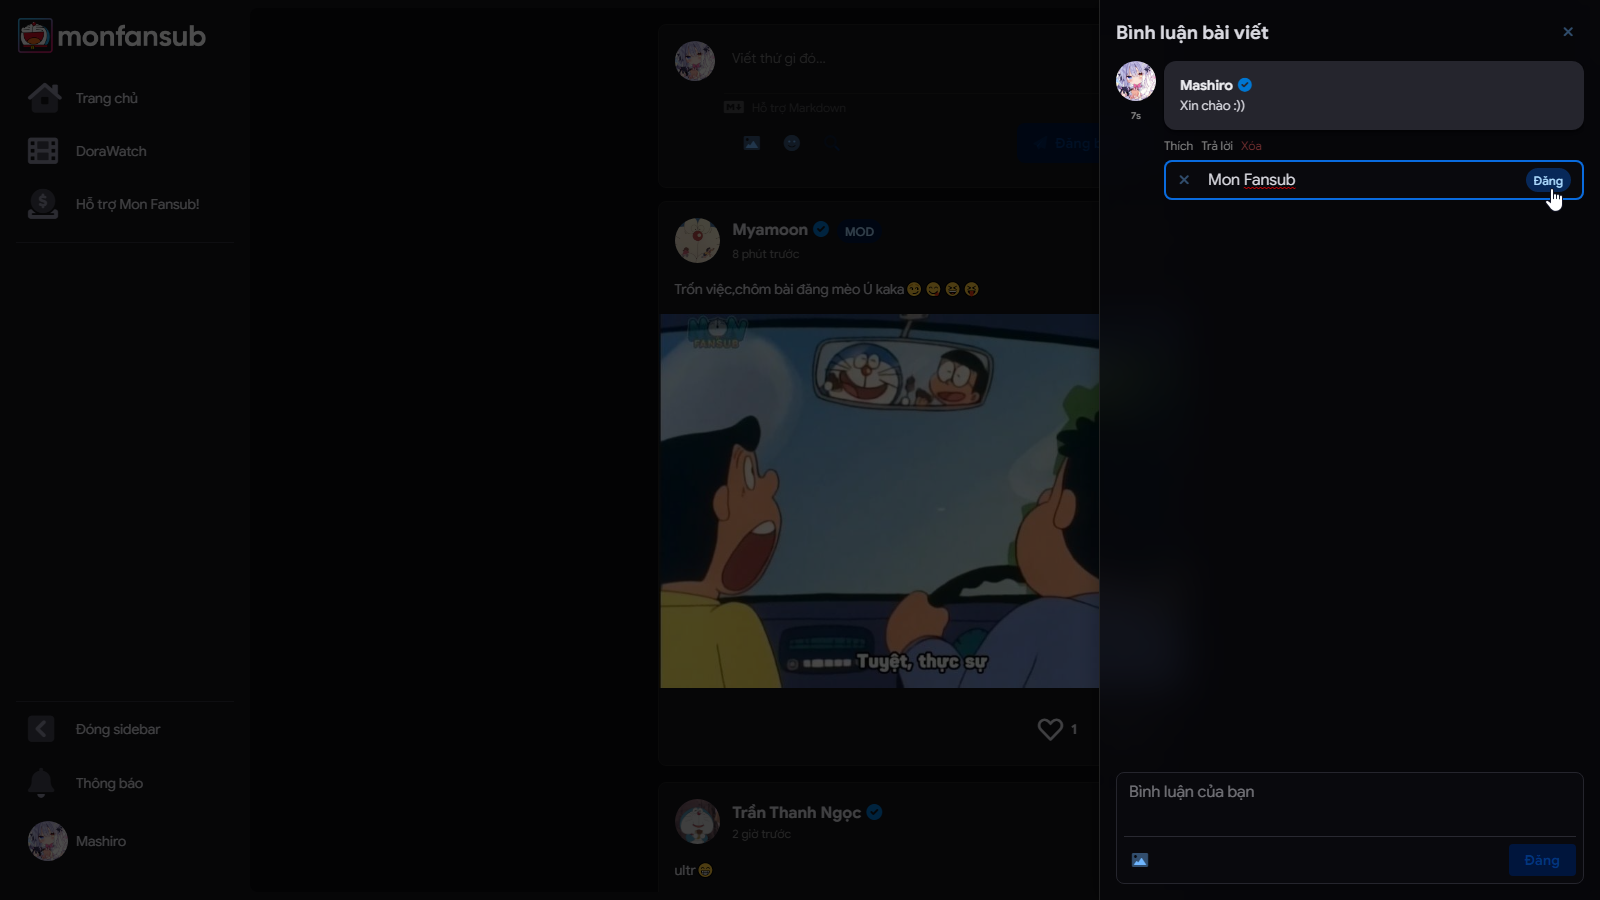 monfansub
Trang chủ
DoraWatch
Hỗ trợ Mon Fansub!
Đóng sidebar
Thông báo
Mashiro
Viết thứ gì đó...
Hỗ trợ Markdown
Đăng
Myamoon
MOD
8 phút trước
Trốn việc,chôm bài đăng mèo Ú kaka
FANSUB
Tuyệt, thực sự
1
Trần Thanh Ngọc
2 giờ trước
ultr
Bình luận bài viết
Mashiro
Xin chào :))
7s
Thích Trả lời Xóa
Mon Fansub
Đăng
Bình luận của bạn
Đăng